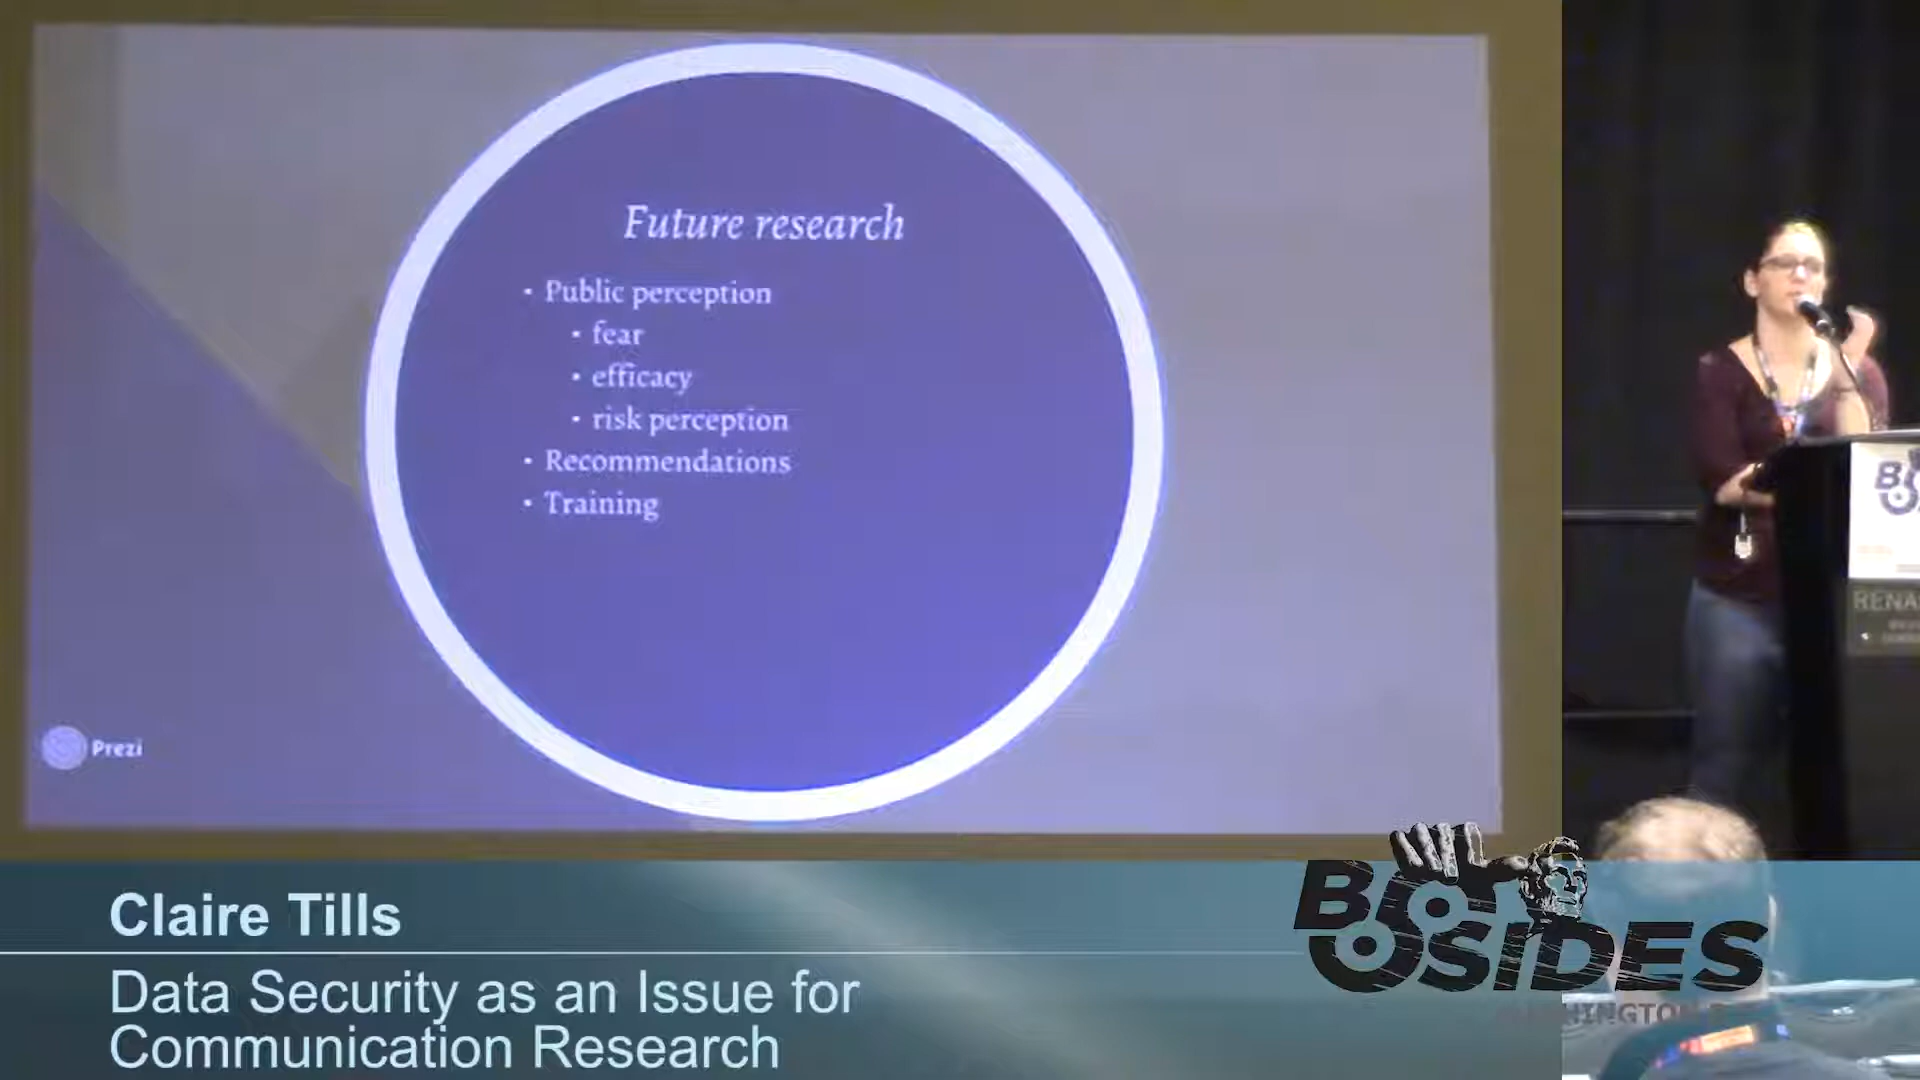 Future research
• Public perception
• fear
• efficacy
• risk perception
• Recommendations
• Training
Prezi
RENA
Claire Tills
Data Security as an Issue for
Communication Research
BSIDES